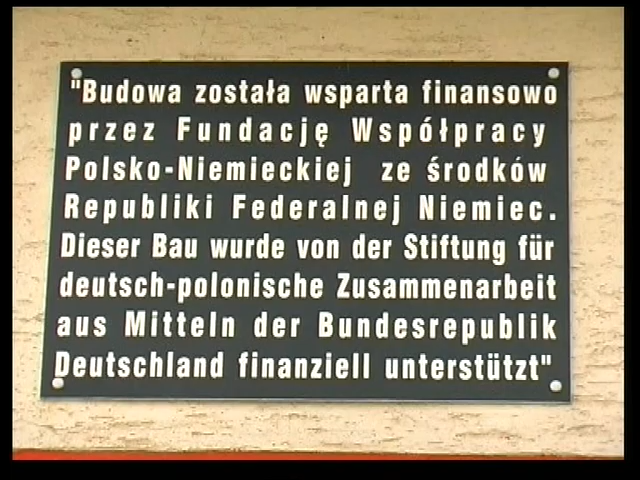 "Budowa została wsparta finansowo
przez Fundację Współpracy
Polsko-Niemieckiej ze środków
Republiki Federalnej Niemiec.
Dieser Bau wurde von der Stiftung für
deutsch-polonische Zusammenarbeit
aus Mitteln der Bundesrepublik
Deutschland finanziell unterstützt"